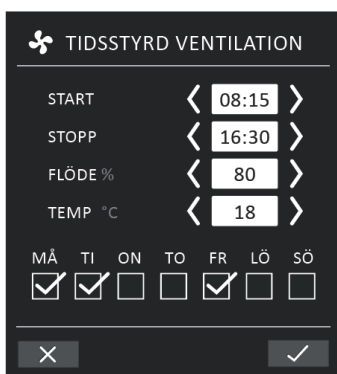 TIDSSTYRD VENTILATION
START 08:15
STOPP 16:30
FLÖDE % 80
TEMP °C 18
MÅ TI ON TO FR LÖ SÖ